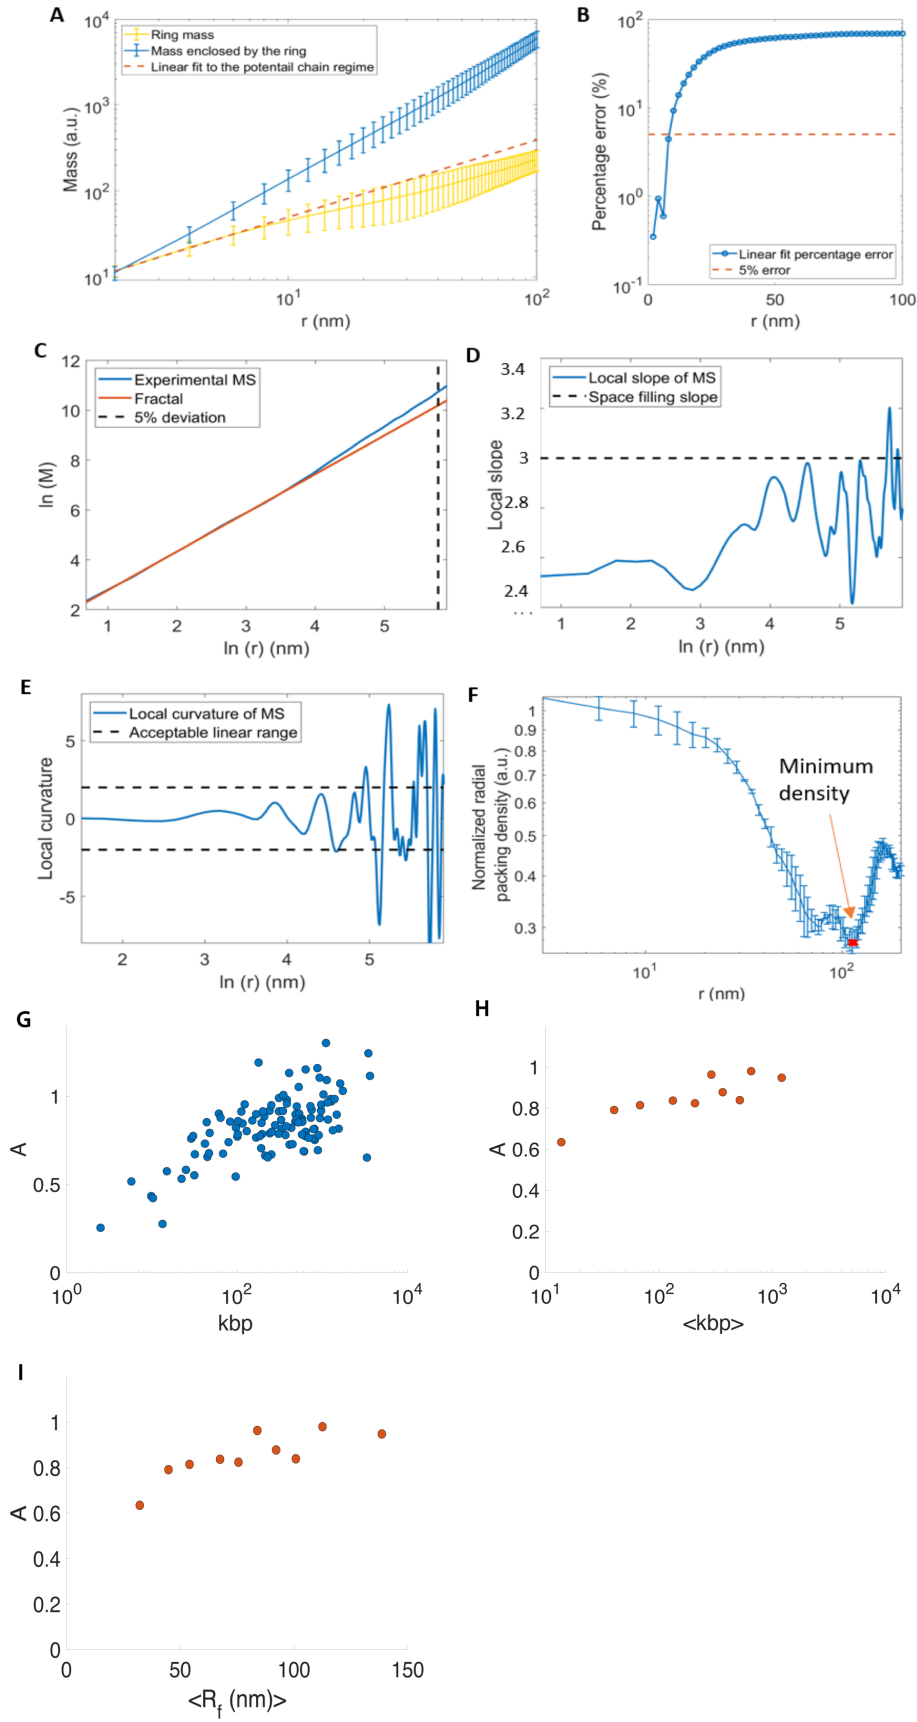 A
10^4
10^3
10^2
10^1
Mass (a.u.)
Ring mass
Mass enclosed by the ring
Linear fit to the potentail chain regime
10^1
10^2
r (nm)
B
10^2
10^1
10^0
10^-1
Percentage error (%)
Linear fit percentage error
5% error
0
50
100
r (nm)
C
12
10
8
6
4
2
ln (M)
Experimental MS
Fractal
5% deviation
1
2
3
4
5
ln (r) (nm)
D
3.4
3.2
3
2.8
2.6
2.4
...
Local slope
Local slope of MS
Space filling slope
1
2
3
4
5
ln (r) (nm)
E
5
0
-5
Local curvature
Local curvature of MS
Acceptable linear range
2
3
4
5
ln (r) (nm)
F
1
0.9
0.8
0.7
0.6
0.5
0.4
0.3
Normalized radial
packing density (a.u.)
Minimum
density
10^1
10^2
r (nm)
G
1
0.5
0
A
10^0
10^2
10^4
kbp
H
1
0.8
0.6
0.4
0.2
0
A
10^1
10^2
10^3
10^4
<kbp>
I
1
0.8
0.6
0.4
0.2
0
A
0
50
100
150
<R_f (nm)>